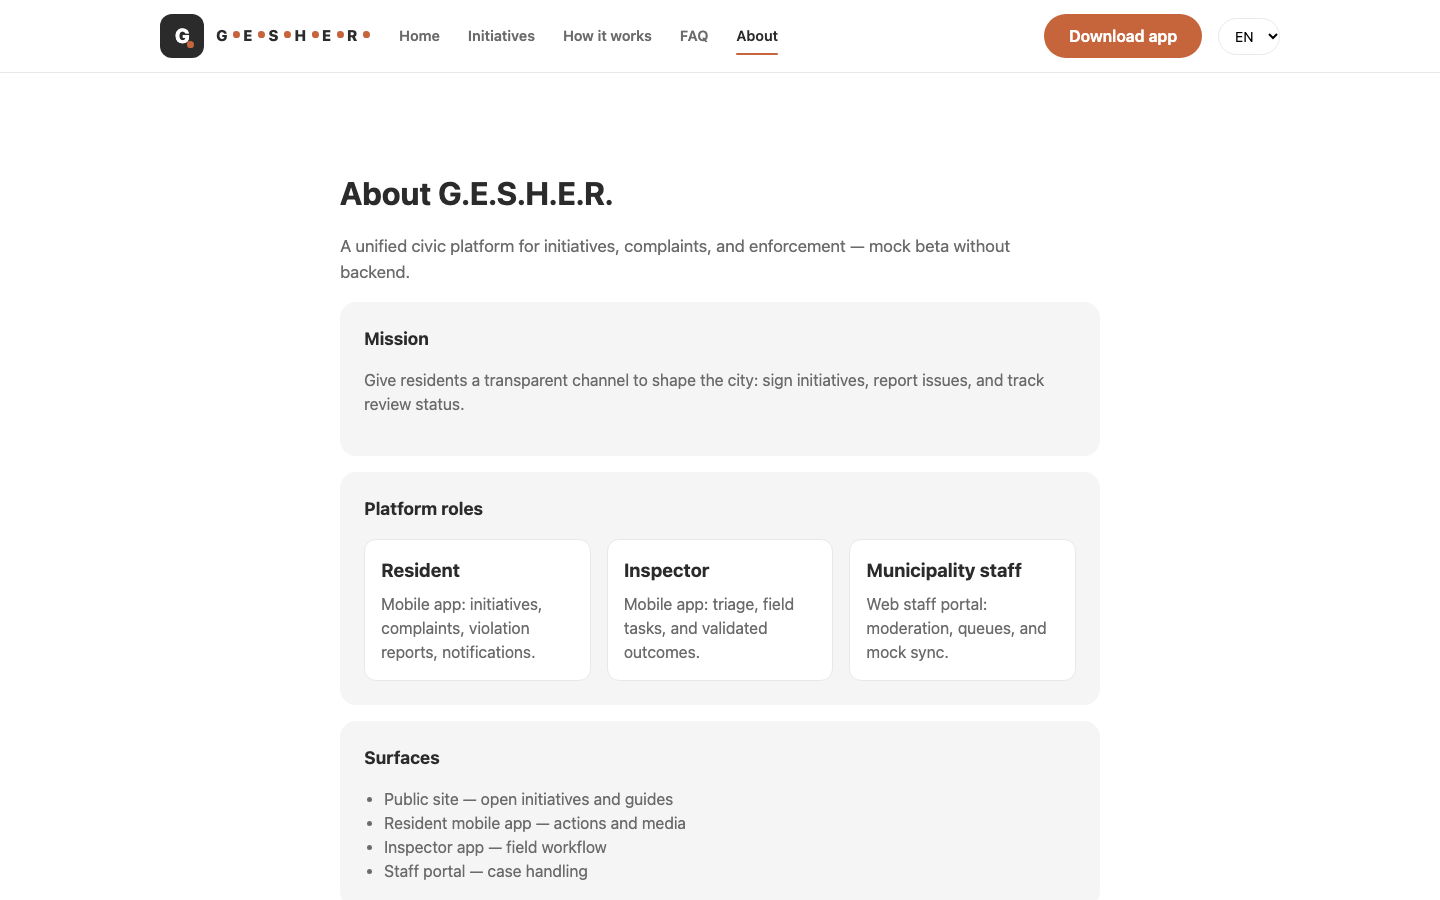 G
G•E•S•H•E•R•
Home
Initiatives
How it works
FAQ
About
Download app
EN
About G.E.S.H.E.R.
A unified civic platform for initiatives, complaints, and enforcement — mock beta without
backend.
Mission
Give residents a transparent channel to shape the city: sign initiatives, report issues, and track
review status.
Platform roles
Resident
Mobile app: initiatives,
complaints, violation
reports, notifications.
Inspector
Mobile app: triage, field
tasks, and validated
outcomes.
Municipality staff
Web staff portal:
moderation, queues, and
mock sync.
Surfaces
• Public site — open initiatives and guides
• Resident mobile app — actions and media
• Inspector app — field workflow
• Staff portal — case handling